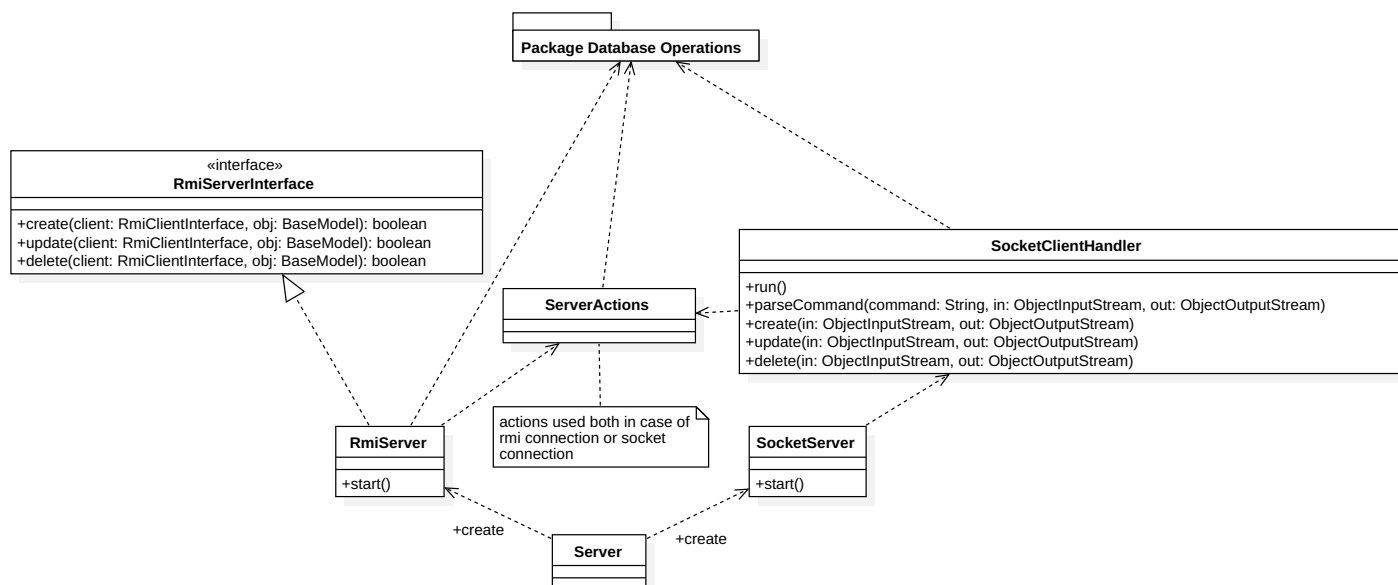 Package Database Operations
«interface»
RmiServerInterface
+create(client: RmiClientInterface, obj: BaseModel): boolean
+update(client: RmiClientInterface, obj: BaseModel): boolean
+delete(client: RmiClientInterface, obj: BaseModel): boolean
SocketClientHandler
+run()
+parseCommand(command: String, in: ObjectInputStream, out: ObjectOutputStream)
+create(in: ObjectInputStream, out: ObjectOutputStream)
+update(in: ObjectInputStream, out: ObjectOutputStream)
+delete(in: ObjectInputStream, out: ObjectOutputStream)
ServerActions
actions used both in case of
rmi connection or socket
connection
RmiServer
+start()
SocketServer
+start()
+create
+create
Server